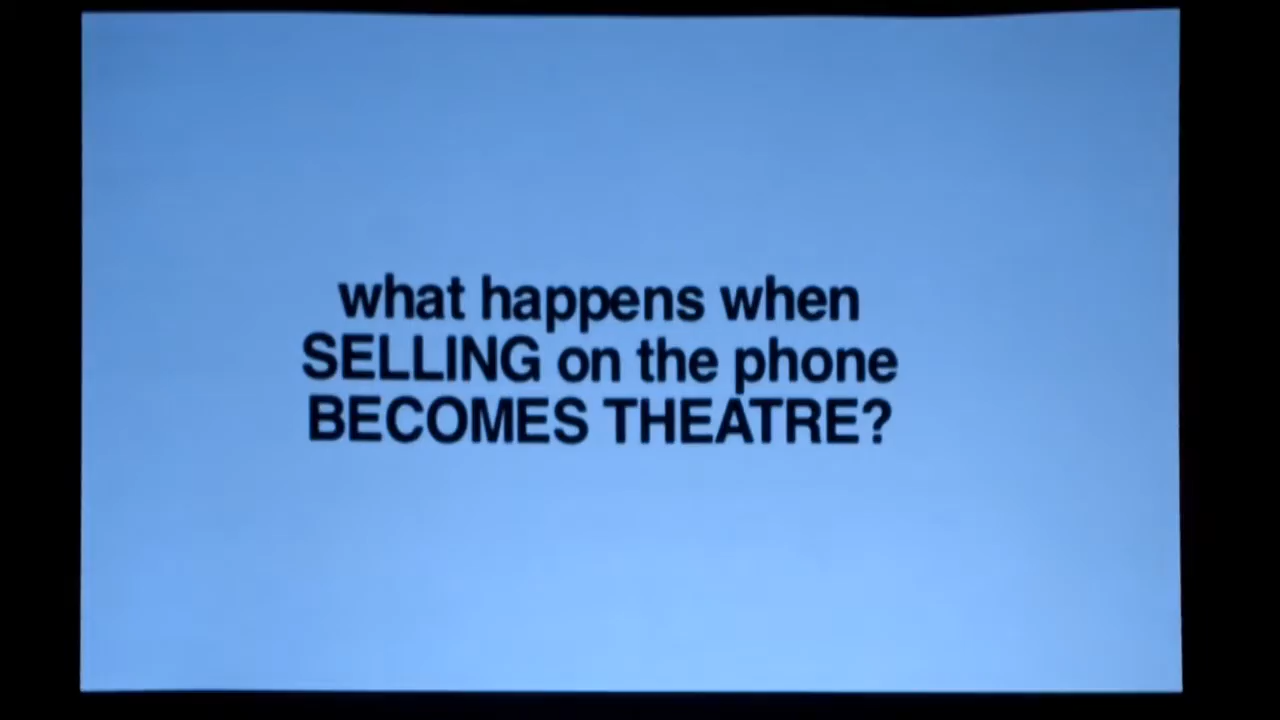 what happens when
SELLING on the phone
BECOMES THEATRE?